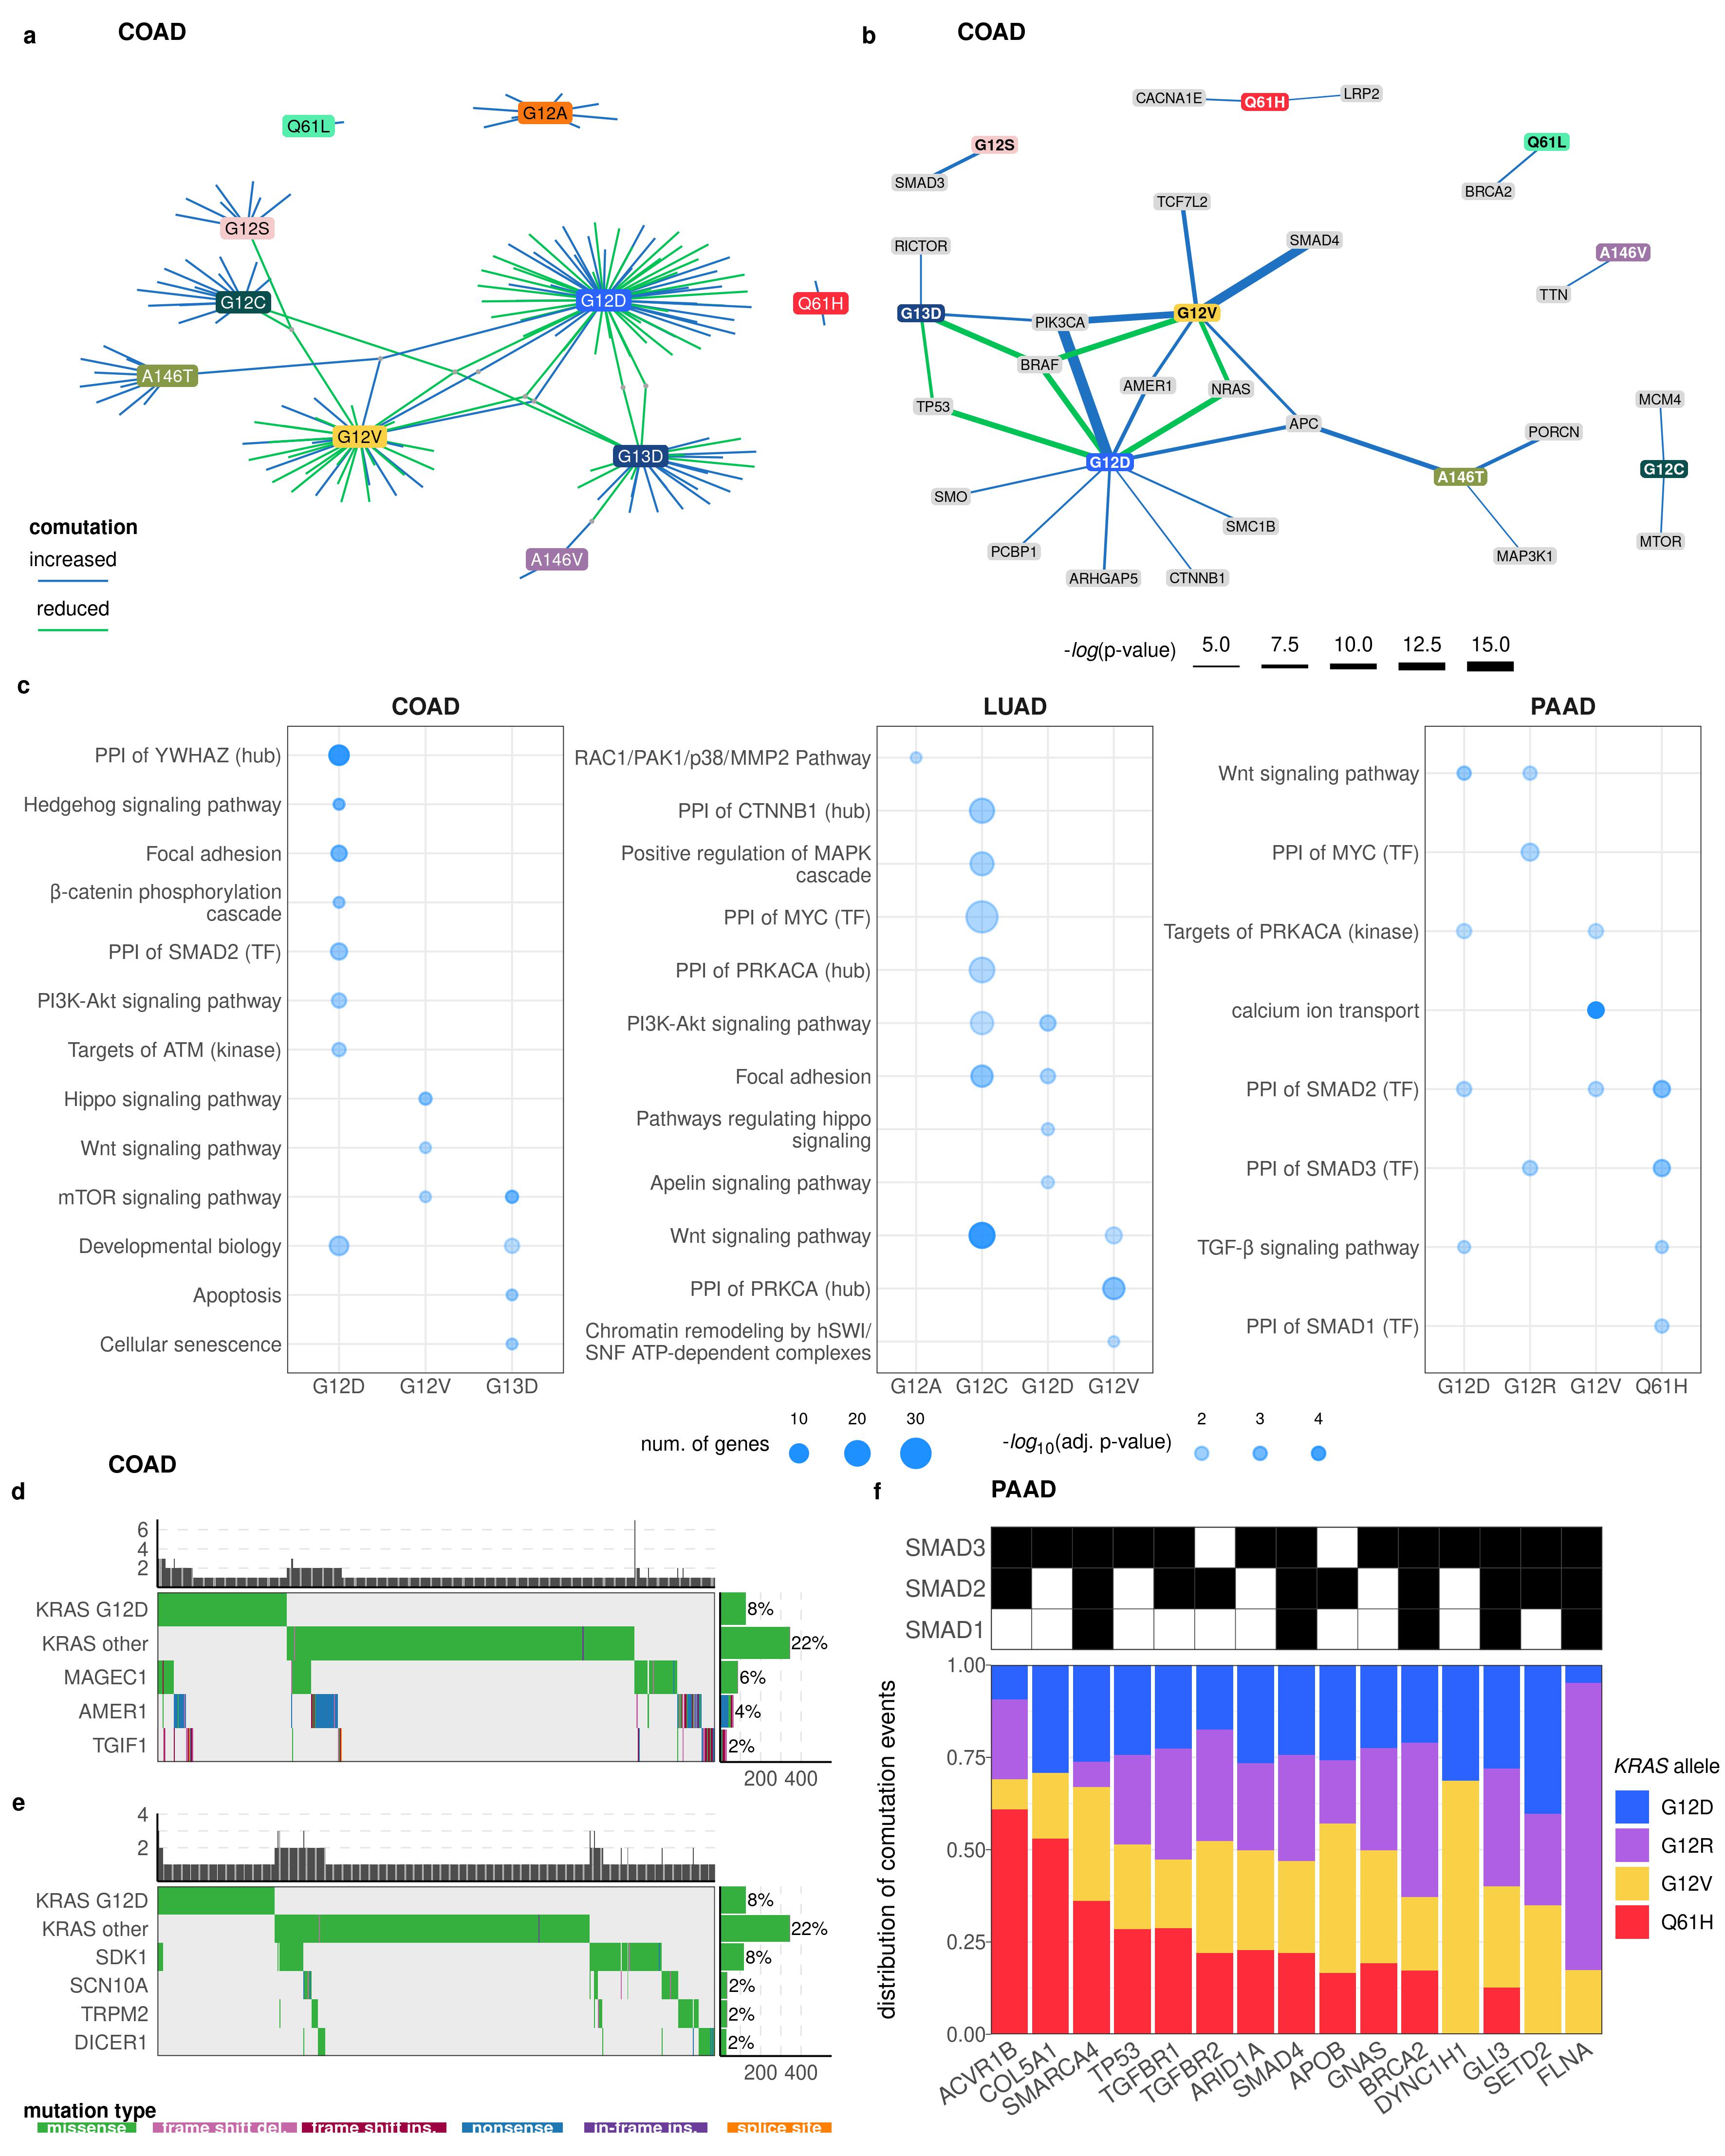 a
COAD
Q61L
G12A
G12S
G12C
G12D
Q61H
A146T
G12V
G13D
A146V
comutation
increased
reduced
b
COAD
CACNA1E
Q61H
LRP2
G12S
SMAD3
Q61L
BRCA2
TCF7L2
RICTOR
SMAD4
A146V
TTN
G13D
PIK3CA
G12V
BRAF
AMER1
NRAS
TP53
APC
MCM4
PORCN
G12D
A146T
G12C
SMO
SMC1B
PCBP1
ARHGAP5
CTNNB1
MAP3K1
MTOR
-log(p-value)
5.0 7.5 10.0 12.5 15.0
c
COAD
PPI of YWHAZ (hub)
Hedgehog signaling pathway
Focal adhesion
β-catenin phosphorylation
cascade
PPI of SMAD2 (TF)
PI3K-Akt signaling pathway
Targets of ATM (kinase)
Hippo signaling pathway
Wnt signaling pathway
mTOR signaling pathway
Developmental biology
Apoptosis
Cellular senescence
G12D G12V G13D
LUAD
RAC1/PAK1/p38/MMP2 Pathway
PPI of CTNNB1 (hub)
Positive regulation of MAPK
cascade
PPI of MYC (TF)
PPI of PRKACA (hub)
PI3K-Akt signaling pathway
Focal adhesion
Pathways regulating hippo
signaling
Apelin signaling pathway
Wnt signaling pathway
PPI of PRKCA (hub)
Chromatin remodeling by hSWI/
SNF ATP-dependent complexes
G12A G12C G12D G12V
PAAD
Wnt signaling pathway
PPI of MYC (TF)
Targets of PRKACA (kinase)
calcium ion transport
PPI of SMAD2 (TF)
PPI of SMAD3 (TF)
TGF-β signaling pathway
PPI of SMAD1 (TF)
G12D G12R G12V Q61H
num. of genes
10 20 30
-log10(adj. p-value)
2 3 4
COAD
d
6
4
2
KRAS G12D
8%
KRAS other
22%
MAGEC1
6%
AMER1
4%
TGIF1
2%
200 400
e
4
2
KRAS G12D
8%
KRAS other
22%
SDK1
8%
SCN10A
2%
TRPM2
2%
DICER1
2%
200 400
mutation type
missense frame shift del. frame shift ins. nonsense in-frame ins. splice site
f
PAAD
SMAD3
SMAD2
SMAD1
distribution of comutation events
1.00
0.75
0.50
0.25
0.00
ACVR1B
COL5A1
SMARCA4
TP53
TGFBR1
TGFBR2
ARID1A
SMAD4
APOB
GNAS
BRCA2
DYNC1H1
GLI3
SETD2
FLNA
KRAS allele
G12D
G12R
G12V
Q61H